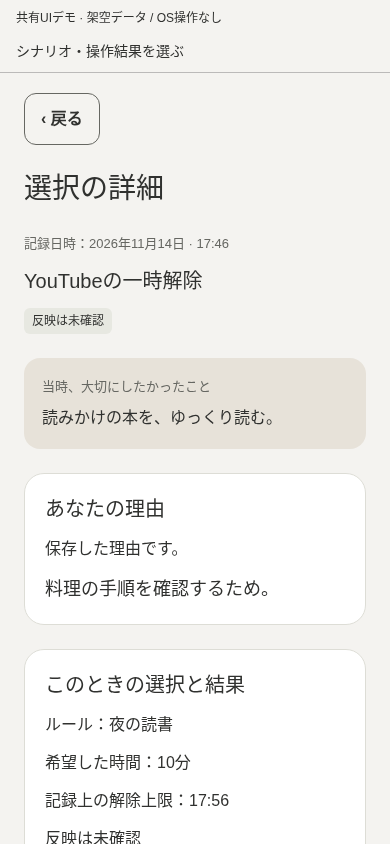 共有UIデモ · 架空データ / OS操作なし
シナリオ・操作結果を選ぶ
‹ 戻る
選択の詳細
記録日時：2026年11月14日 · 17:46
YouTubeの一時解除
反映は未確認
当時、大切にしたかったこと
読みかけの本を、ゆっくり読む。
あなたの理由
保存した理由です。
料理の手順を確認するため。
このときの選択と結果
ルール：夜の読書
希望した時間：10分
記録上の解除上限：17:56
反映は未確認